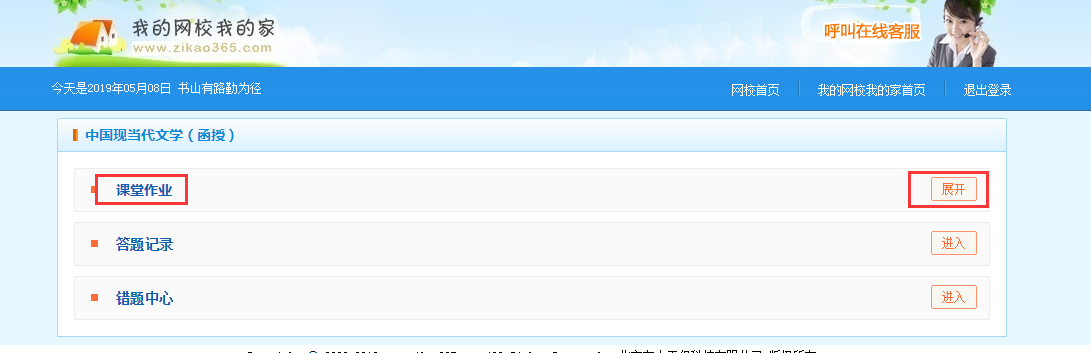 我的网校我的家
www.zikao365.com
呼叫在线客服
今天是2019年05月08日 书山有路勤为径
网校首页 我的网校我的家首页 退出登录
中国现当代文学（函授）
课堂作业 展开
答题记录 进入
错题中心 进入